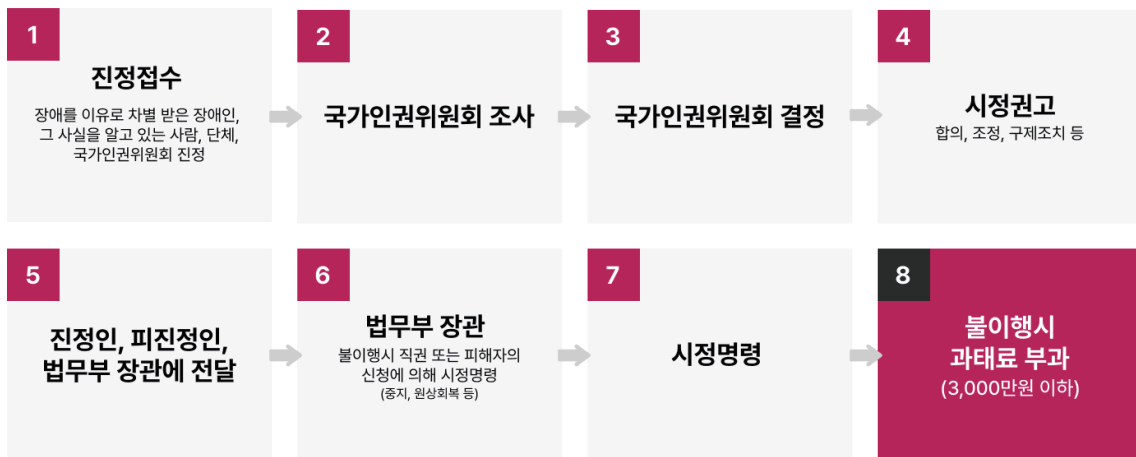 1
진정접수
장애를 이유로 차별 받은 장애인,
그 사실을 알고 있는 사람, 단체,
국가인권위원회 진정
2
국가인권위원회 조사
3
국가인권위원회 결정
4
시정권고
합의, 조정, 구제조치 등
5
진정인, 피진정인,
법무부 장관에 전달
6
법무부 장관
불이행시 직권 또는 피해자의
신청에 의해 시정명령
(중지, 원상회복 등)
7
시정명령
8
불이행시
과태료 부과
(3,000만원 이하)